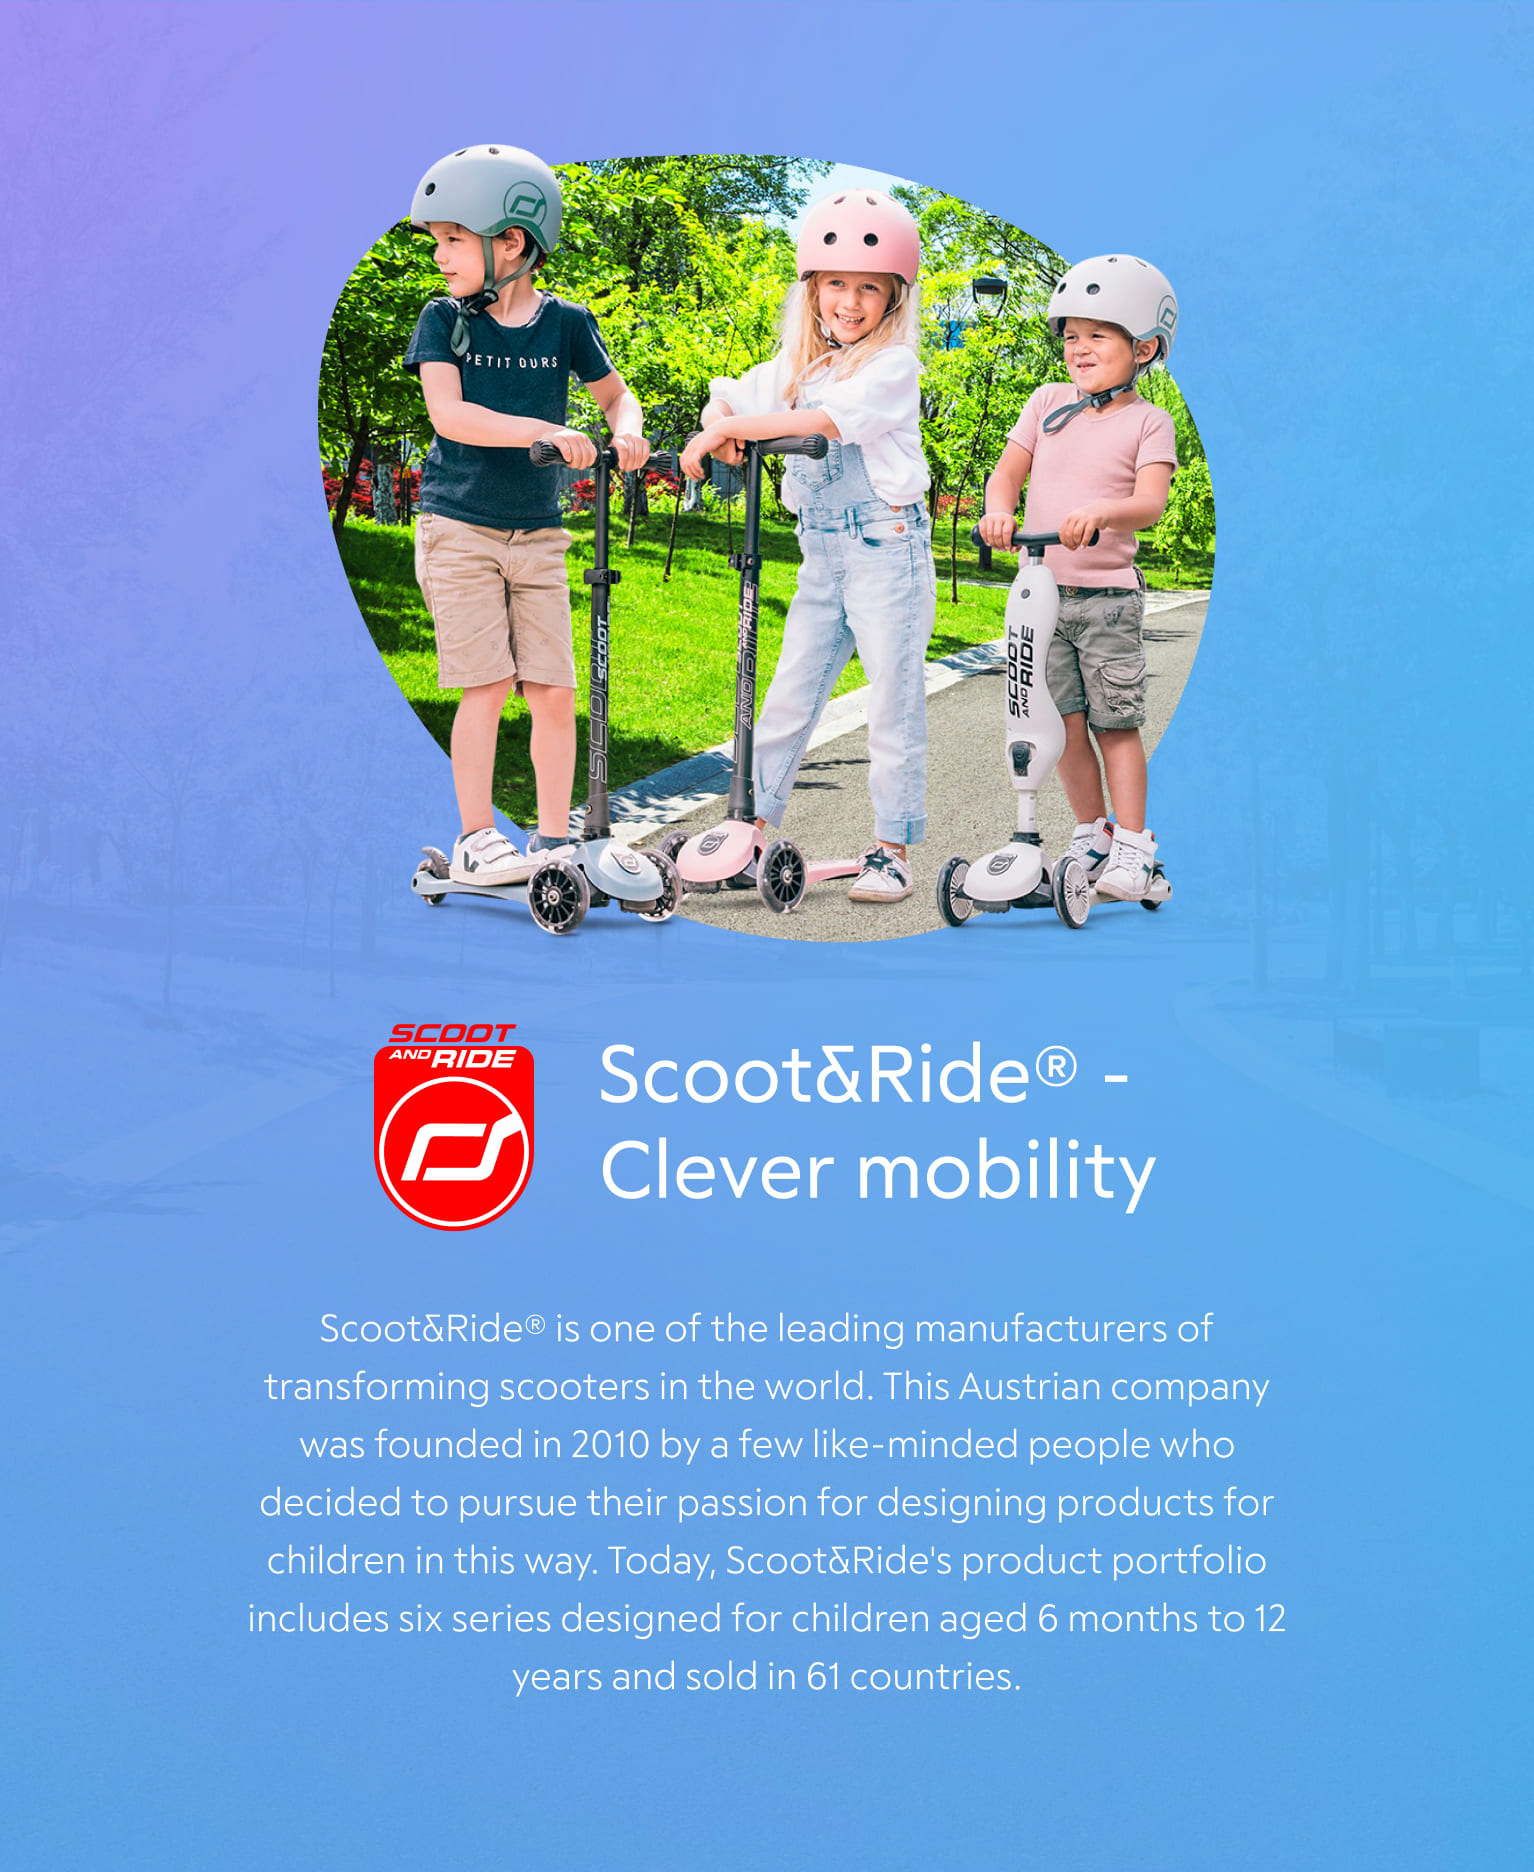 PETIT OURS
SCOOT
SCOOT
AND RIDE
AND RIDE
SCOOT
AND RIDE
SCOOT
AND RIDE
Scoot&Ride® -
Clever mobility
Scoot&Ride® is one of the leading manufacturers of
transforming scooters in the world. This Austrian company
was founded in 2010 by a few like-minded people who
decided to pursue their passion for designing products for
children in this way. Today, Scoot&Ride's product portfolio
includes six series designed for children aged 6 months to 12
years and sold in 61 countries.